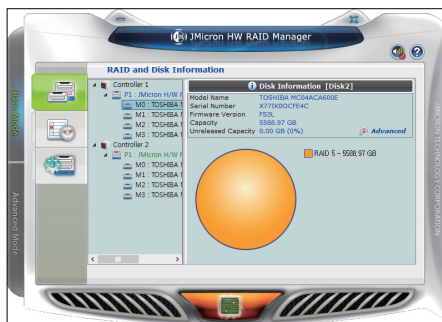 JMicron HW RAID Manager
RAID and Disk Information
Basic Mode
Advanced Mode
Controller 1
P1 : JMicron H/W R
M0 : TOSHIBA M
M1 : TOSHIBA M
M2 : TOSHIBA M
M3 : TOSHIBA M
Controller 2
P1 : JMicron H/W R
M0 : TOSHIBA M
M1 : TOSHIBA M
M2 : TOSHIBA M
M3 : TOSHIBA M
Disk Information [Disk2]
Model Name TOSHIBA MC04ACA600E
Serial Number X77IK0OCFE4C
Firmware Version FS3L
Capacity 5588.97 GB
Unreleased Capacity 0.00 GB (0%)
Advanced
RAID 5 - 5588.97 GB
JMICRON TECHNOLOGY CORPORATION